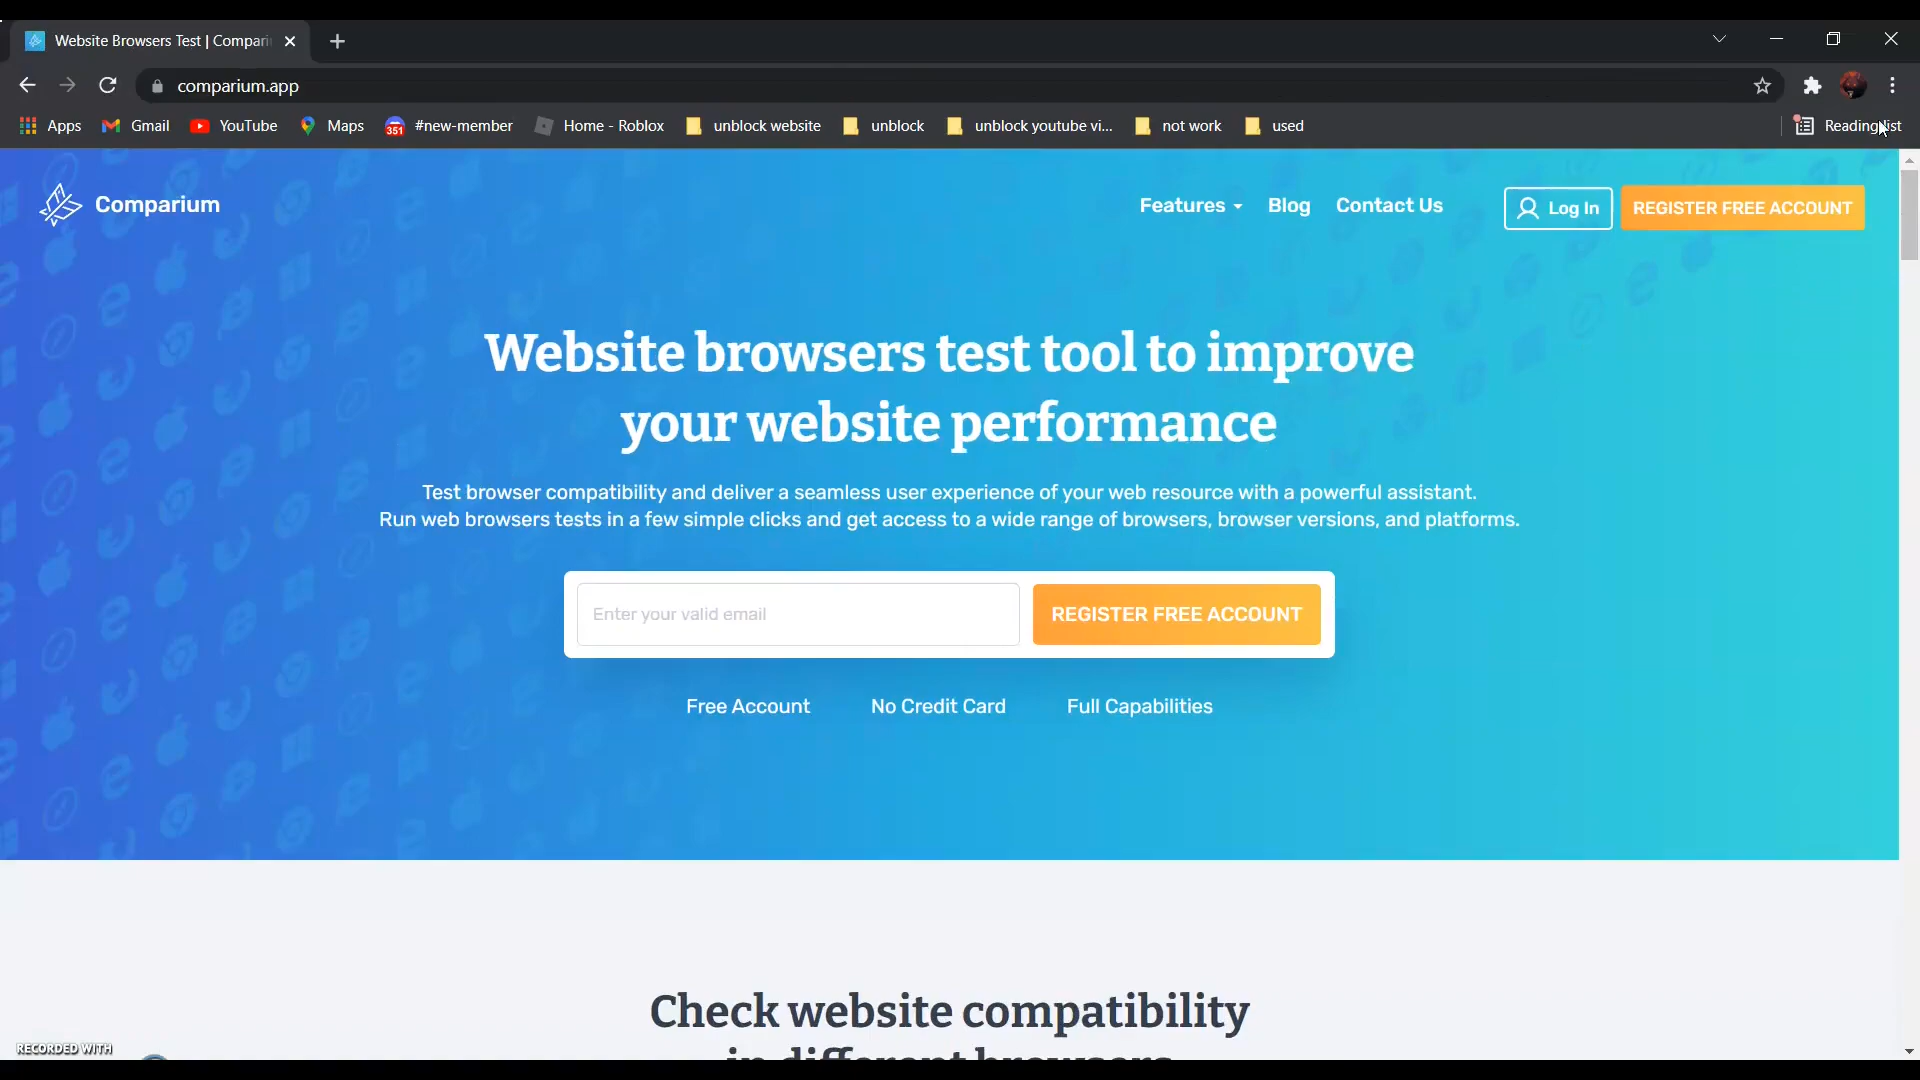 Website Browsers Test | Compari
comparium.app
Apps
Gmail
YouTube
Maps
351
#new-member
Home - Roblox
unblock website
unblock
unblock youtube vi...
not work
used
Reading list
Comparium
Features
Blog
Contact Us
Log In
REGISTER FREE ACCOUNT
Website browsers test tool to improve
your website performance
Test browser compatibility and deliver a seamless user experience of your web resource with a powerful assistant.
Run web browsers tests in a few simple clicks and get access to a wide range of browsers, browser versions, and platforms.
Enter your valid email
REGISTER FREE ACCOUNT
Free Account
No Credit Card
Full Capabilities
Check website compatibility
in different browsers
RECORDED WITH